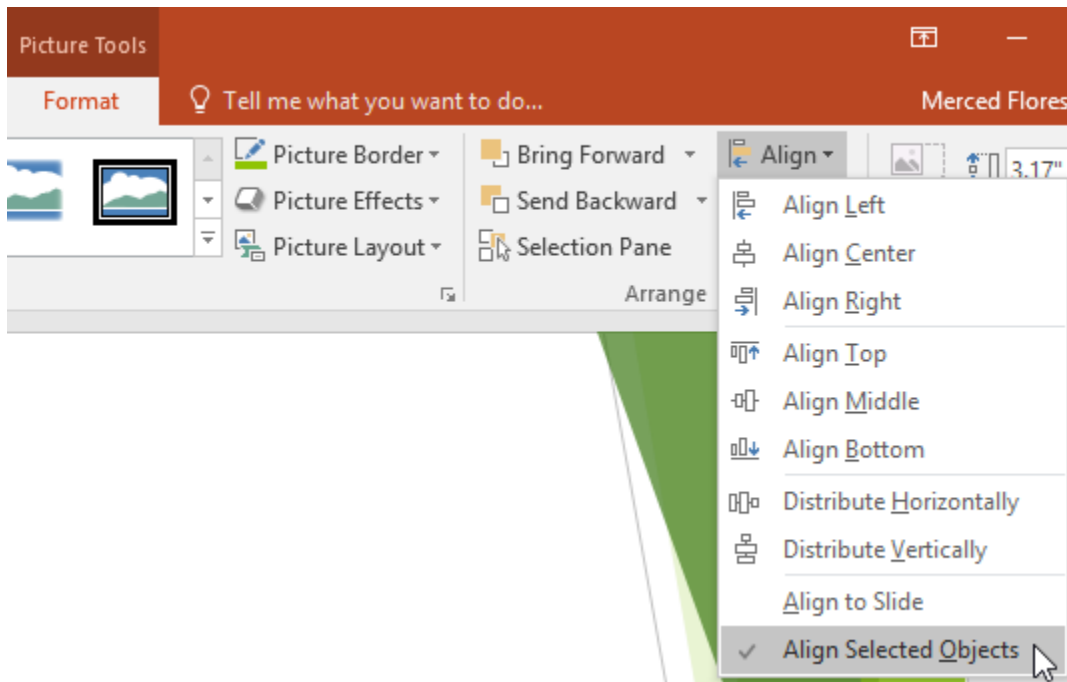 Picture Tools
Format
Tell me what you want to do...
Merced Flores
Picture Border
Picture Effects
Picture Layout
Bring Forward
Send Backward
Selection Pane
Arrange
Align
3.17"
Align Left
Align Center
Align Right
Align Top
Align Middle
Align Bottom
Distribute Horizontally
Distribute Vertically
Align to Slide
Align Selected Objects